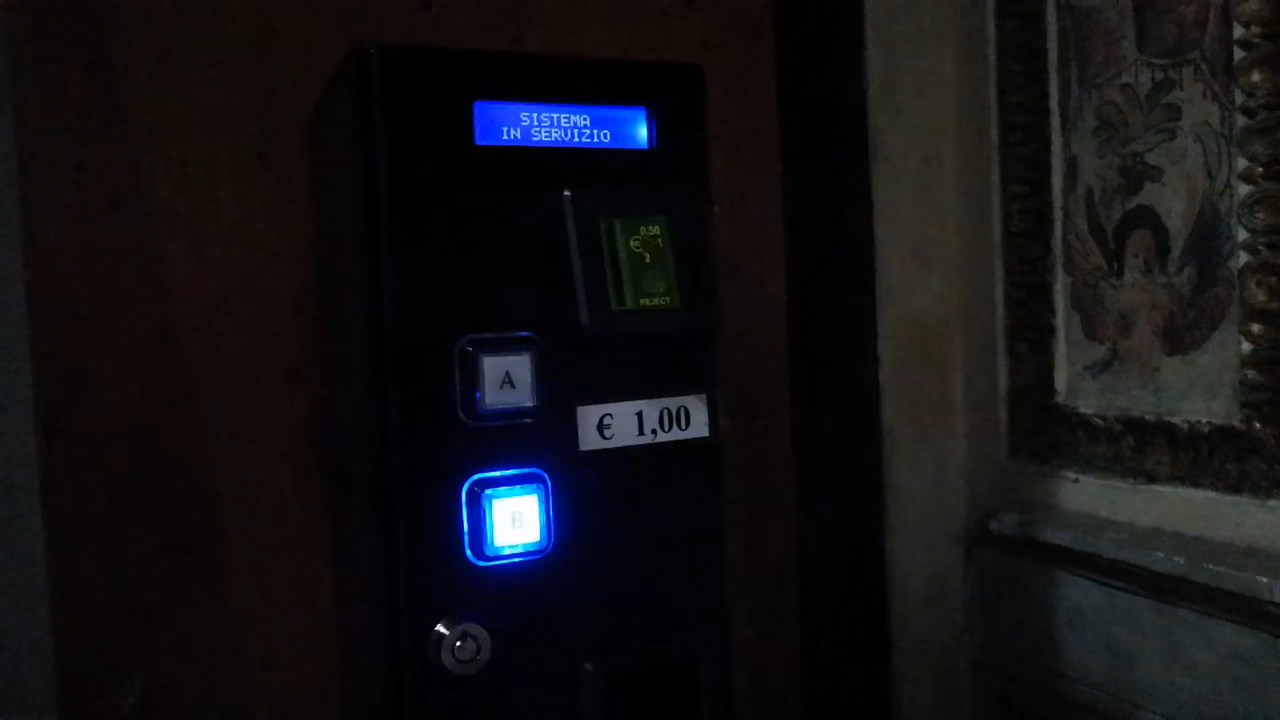 SISTEMA
IN SERVIZIO
0,50
€ 1
2
REJECT
A
€ 1,00
B